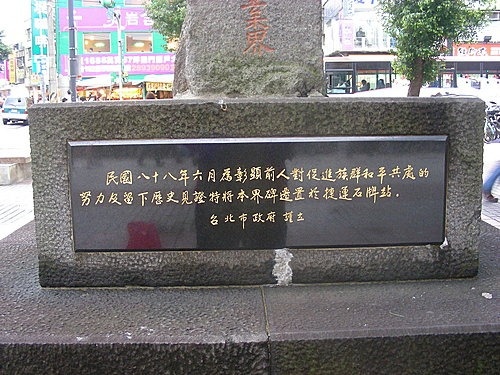 業界
民國八十八年六月為彰顯前人對促進族群和平共處的
努力及留下歷史見證特將本界碑遷置於捷運石牌站。
台北市政府 謹立